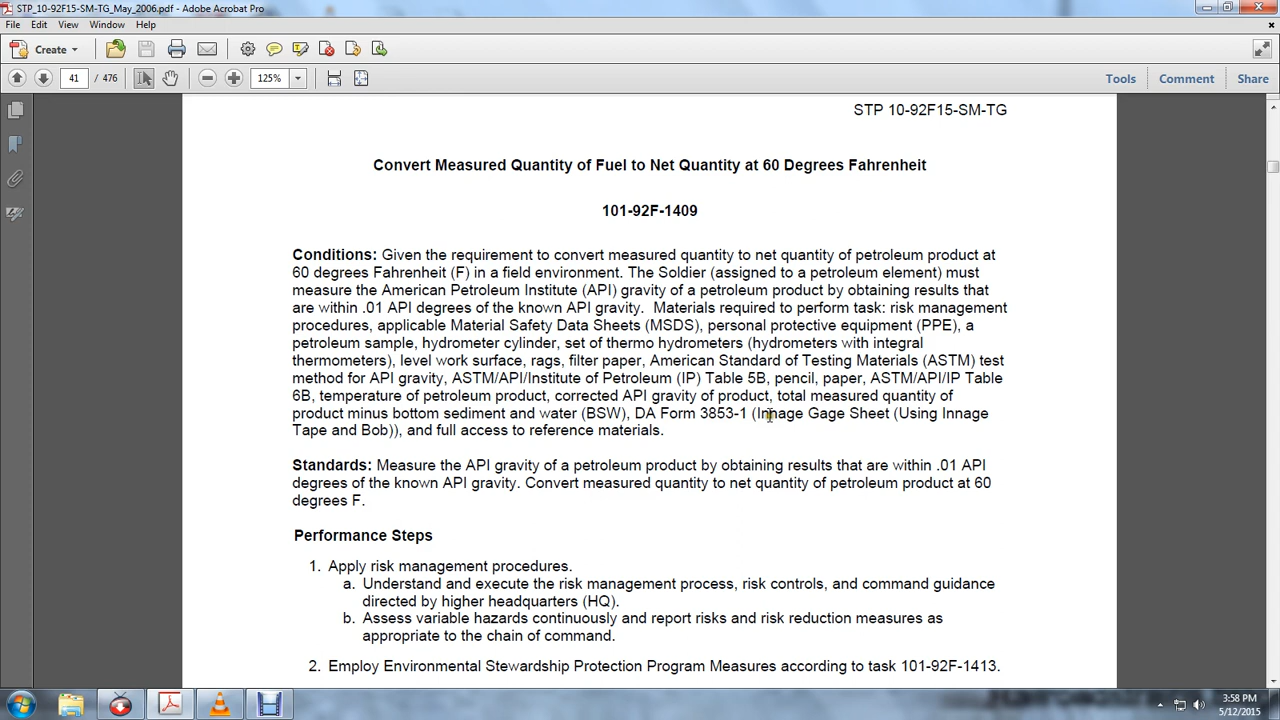 STP_10-92F15-SM-TG_May_2006.pdf - Adobe Acrobat Pro
File Edit View Window Help
Create
41 / 476 125% Tools Comment Share
STP 10-92F15-SM-TG
Convert Measured Quantity of Fuel to Net Quantity at 60 Degrees Fahrenheit
101-92F-1409
Conditions: Given the requirement to convert measured quantity to net quantity of petroleum product at
60 degrees Fahrenheit (F) in a field environment. The Soldier (assigned to a petroleum element) must
measure the American Petroleum Institute (API) gravity of a petroleum product by obtaining results that
are within .01 API degrees of the known API gravity. Materials required to perform task: risk management
procedures, applicable Material Safety Data Sheets (MSDS), personal protective equipment (PPE), a
petroleum sample, hydrometer cylinder, set of thermo hydrometers (hydrometers with integral
thermometers), level work surface, rags, filter paper, American Standard of Testing Materials (ASTM) test
method for API gravity, ASTM/API/Institute of Petroleum (IP) Table 5B, pencil, paper, ASTM/API/IP Table
6B, temperature of petroleum product, corrected API gravity of product, total measured quantity of
product minus bottom sediment and water (BSW), DA Form 3853-1 (Innage Gage Sheet (Using Innage
Tape and Bob)), and full access to reference materials.
Standards: Measure the API gravity of a petroleum product by obtaining results that are within .01 API
degrees of the known API gravity. Convert measured quantity to net quantity of petroleum product at 60
degrees F.
Performance Steps
1. Apply risk management procedures.
a. Understand and execute the risk management process, risk controls, and command guidance
directed by higher headquarters (HQ).
b. Assess variable hazards continuously and report risks and risk reduction measures as
appropriate to the chain of command.
2. Employ Environmental Stewardship Protection Program Measures according to task 101-92F-1413.
3:58 PM
5/12/2015